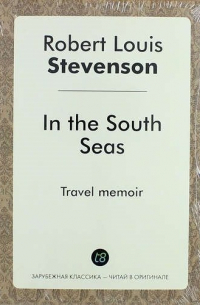 Robert Louis
Stevenson
In the South
Seas
Travel memoir
t8
ЗАРУБЕЖНАЯ КЛАССИКА — ЧИТАЙ В ОРИГИНАЛЕ